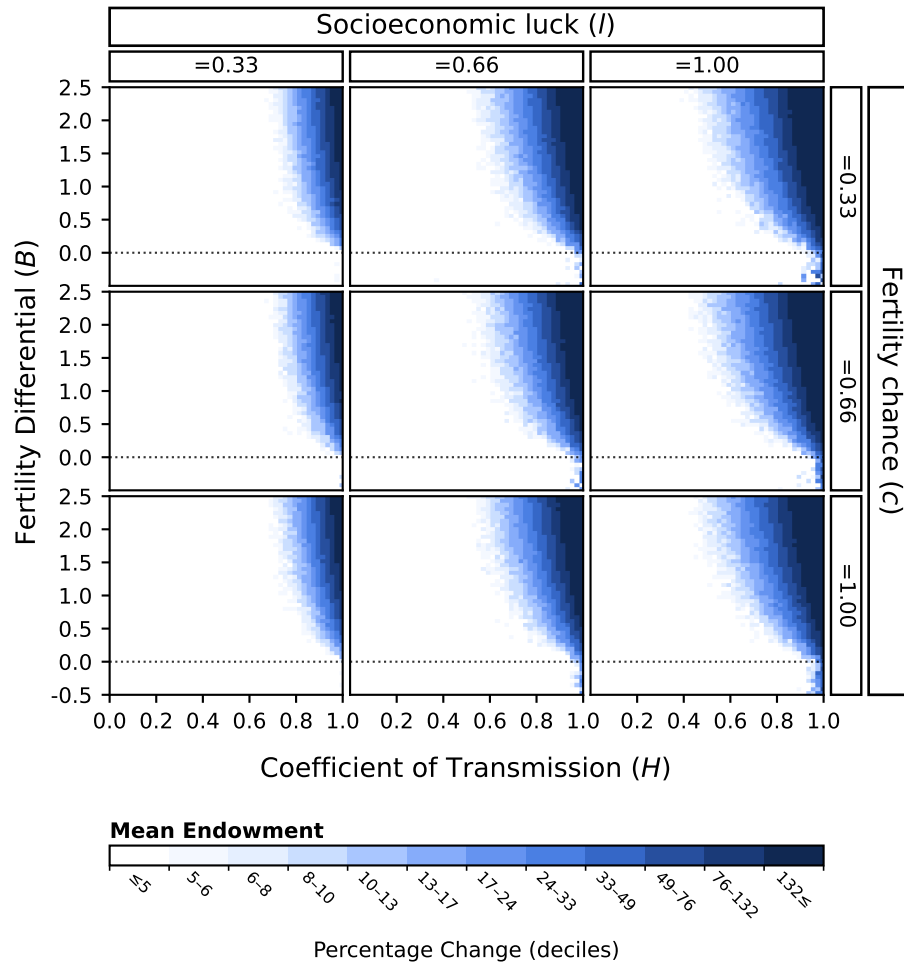 Socioeconomic luck (l)
=0.33 =0.66 =1.00
2.5
2.0
1.5
1.0
0.5
0.0
=0.33
2.5
2.0
1.5
1.0
0.5
0.0
=0.66
2.5
2.0
1.5
1.0
0.5
0.0
-0.5
=1.00
Fertility Differential (B)
Fertility chance (c)
0.0 0.2 0.4 0.6 0.8 1.0 0.2 0.4 0.6 0.8 1.0 0.2 0.4 0.6 0.8 1.0
Coefficient of Transmission (H)
Mean Endowment
≤5 5–6 6–8 8–10 10–13 13–17 17–24 24–33 33–49 49–76 76–132 132≤
Percentage Change (deciles)